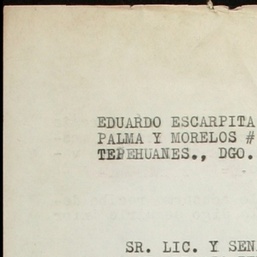 EDUARDO ESCARPITA
PALMA Y MORELOS #
TEPEHUANES., DGO.
SR. LIC. Y SEN